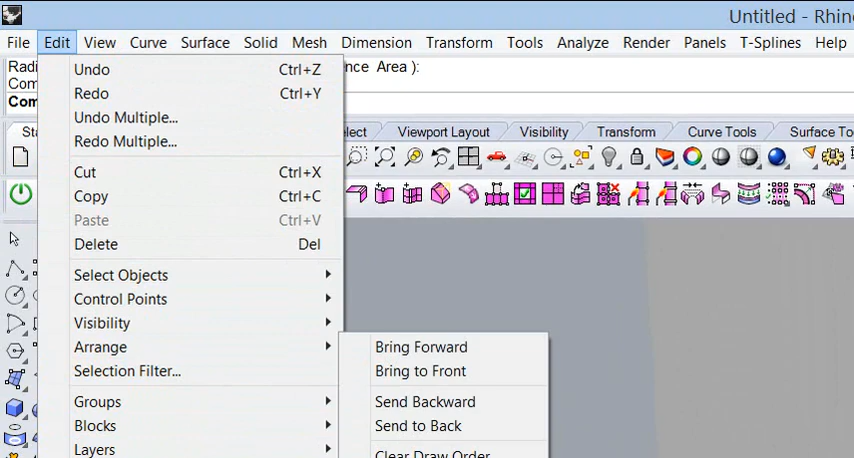 Untitled - Rhin
File Edit View Curve Surface Solid Mesh Dimension Transform Tools Analyze Render Panels T-Splines Help
Radi nce Area ):
Com
Com
Sta elect Viewport Layout Visibility Transform Curve Tools Surface To
Undo Ctrl+Z
Redo Ctrl+Y
Undo Multiple...
Redo Multiple...
Cut Ctrl+X
Copy Ctrl+C
Paste Ctrl+V
Delete Del
Select Objects
Control Points
Visibility
Arrange
Selection Filter...
Groups
Blocks
Layers
Bring Forward
Bring to Front
Send Backward
Send to Back
Clear Draw Order